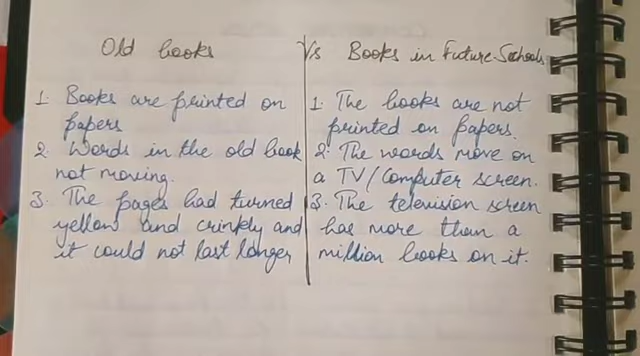 Old books Vs Books in Future Schools
1. Books are printed on
papers
2. Words in the old book
not moving.
3. The pages had turned
yellow and crinkly and
it could not last longer
1. The books are not
printed on papers.
2. The words move on
a TV/Computer screen.
3. The television screen
has more than a
million books on it.